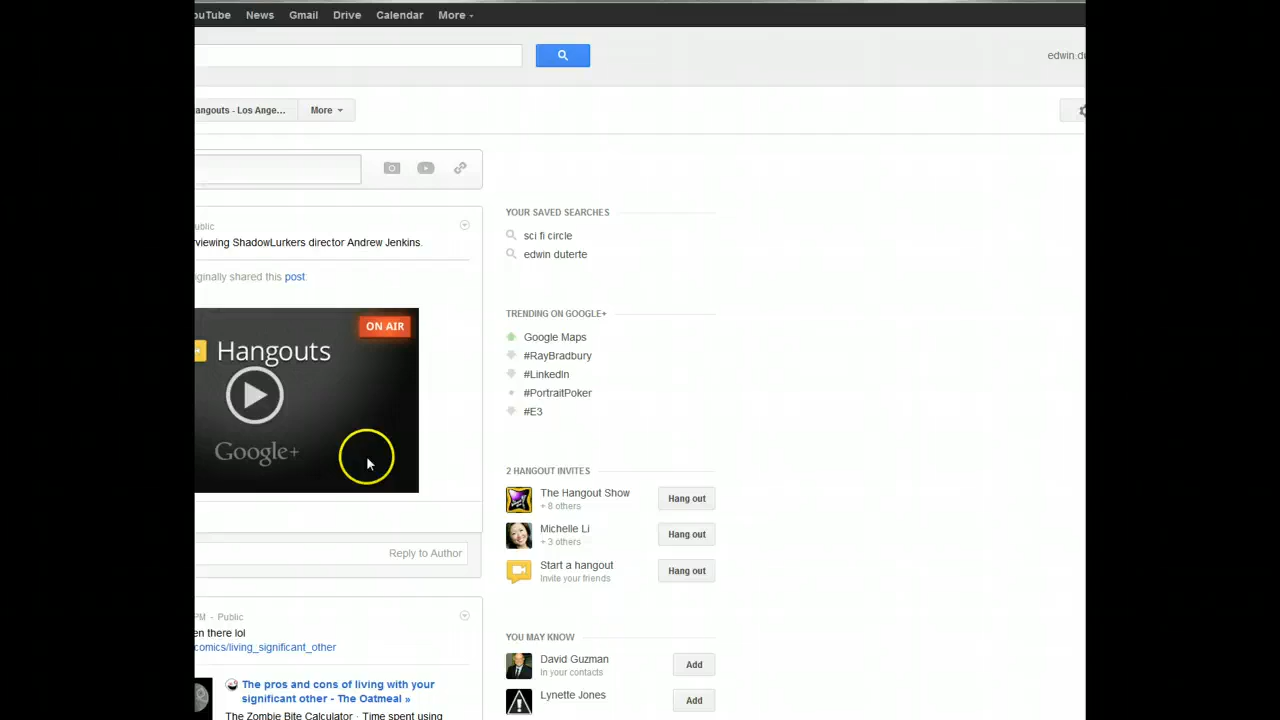 ouTube News Gmail Drive Calendar More
edwin.de
angouts - Los Ange... More
ublic
viewing ShadowLurkers director Andrew Jenkins.
ginally shared this post:
ON AIR
Hangouts
Google+
Reply to Author
PM - Public
en there lol
comics/living_significant_other
The pros and cons of living with your
significant other - The Oatmeal »
The Zombie Bite Calculator · Time spent using
YOUR SAVED SEARCHES
sci fi circle
edwin duterte
TRENDING ON GOOGLE+
Google Maps
#RayBradbury
#LinkedIn
#PortraitPoker
#E3
2 HANGOUT INVITES
The Hangout Show
+ 8 others
Hang out
Michelle Li
+ 3 others
Hang out
Start a hangout
Invite your friends
Hang out
YOU MAY KNOW
David Guzman
In your contacts
Add
Lynette Jones
Add